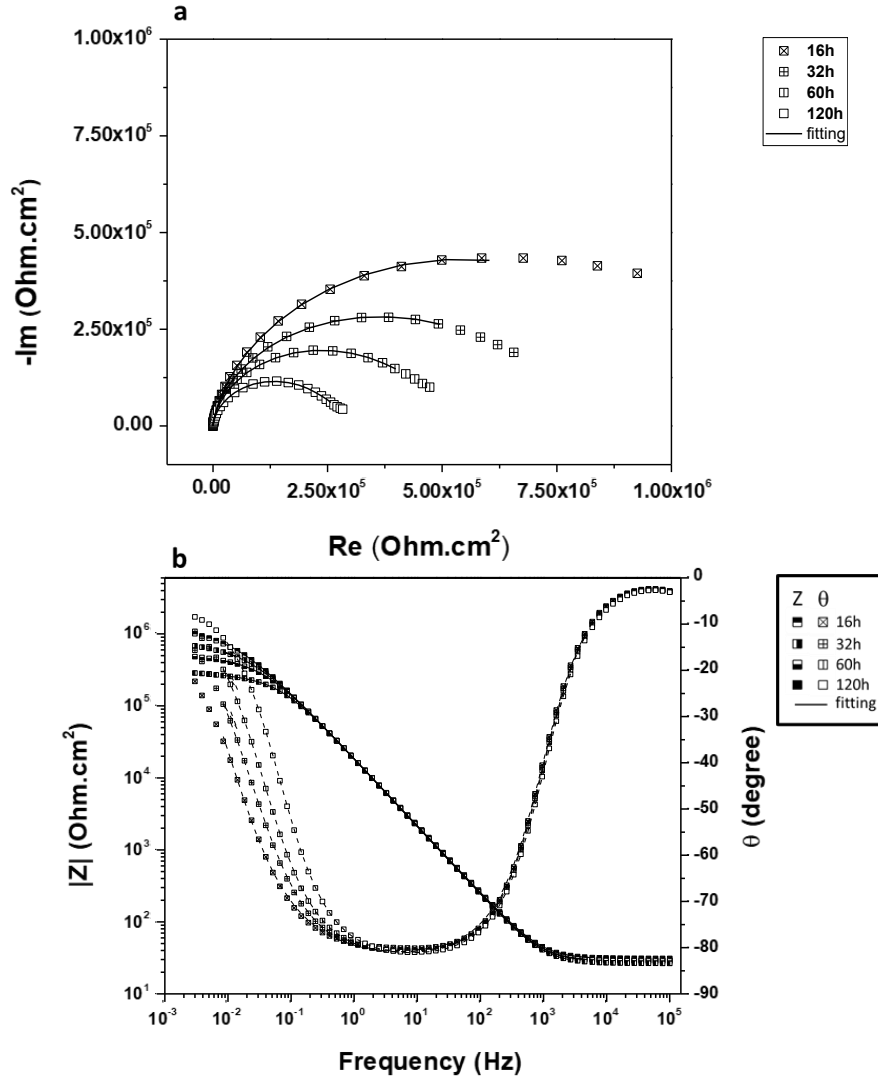 a
1.00x10⁶
7.50x10⁵
5.00x10⁵
2.50x10⁵
0.00
-Im (Ohm.cm²)
0.00 2.50x10⁵ 5.00x10⁵ 7.50x10⁵ 1.00x10⁶
Re (Ohm.cm²)
16h
32h
60h
120h
fitting
b
10⁶
10⁵
10⁴
10³
10²
10¹
|Z| (Ohm.cm²)
10⁻³ 10⁻² 10⁻¹ 10⁰ 10¹ 10² 10³ 10⁴ 10⁵
Frequency (Hz)
0
-10
-20
-30
-40
-50
-60
-70
-80
-90
θ (degree)
Z θ
16h
32h
60h
120h
fitting